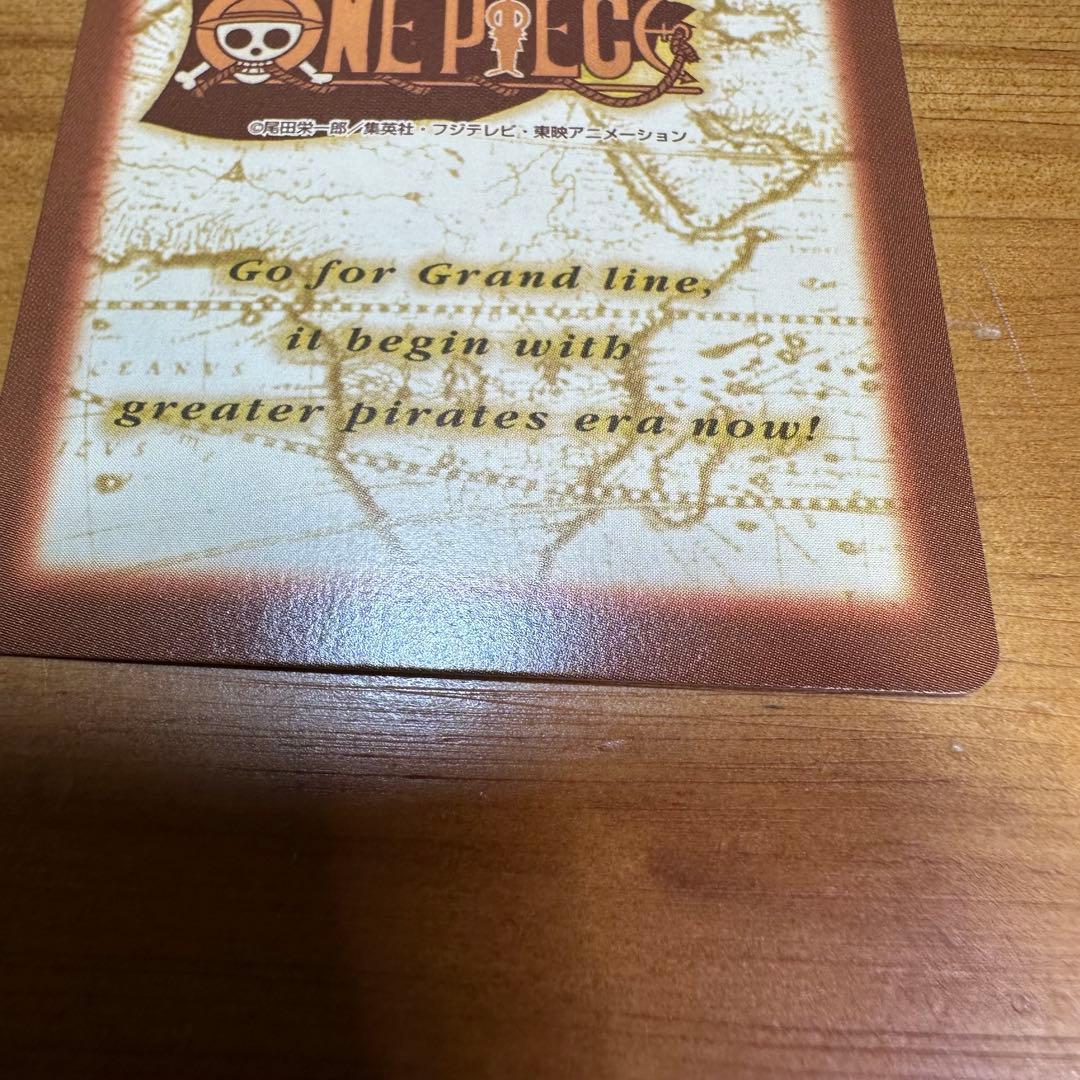 ONE PIECE
©尾田栄一郎/集英社・フジテレビ・東映アニメーション
Go for Grand line,
it begin with
CEANVS
greater pirates era now!